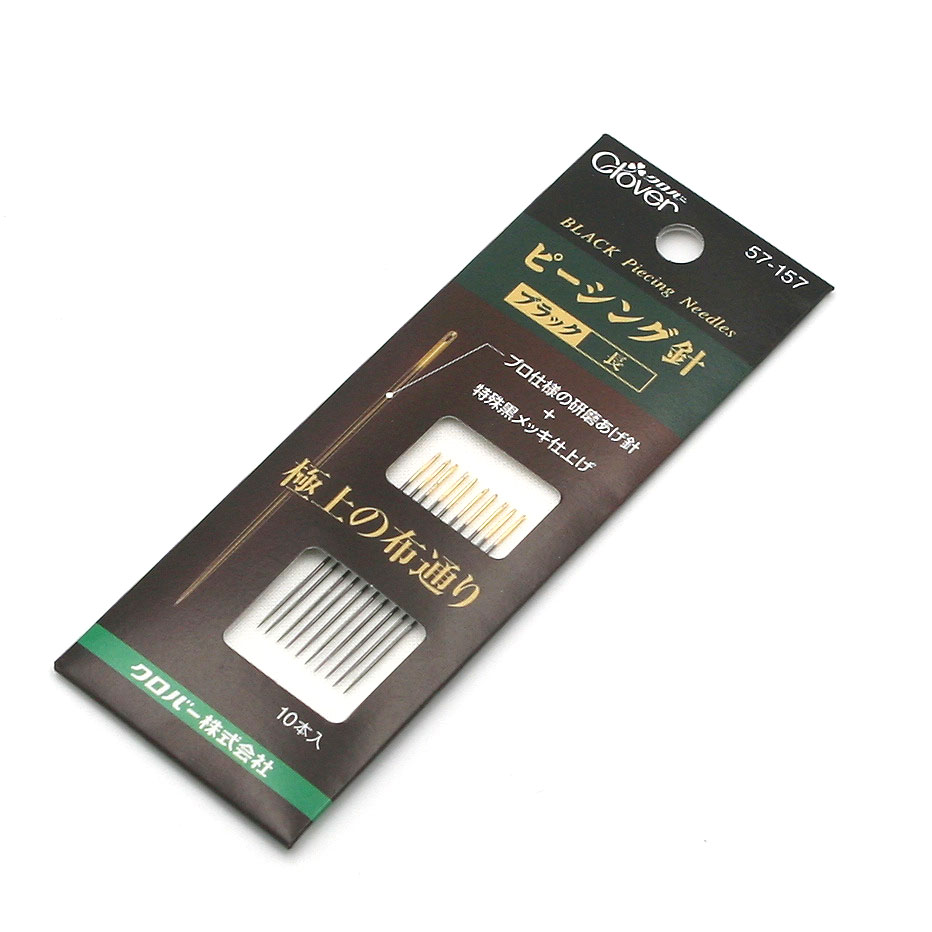 クロバー
Clover
57-157
BLACK Piecing Needles
ピーシング針
ブラック 長
プロ仕様の研磨あげ針
+
特殊黒メッキ仕上げ
極上の布通り
10本入
クロバー株式会社